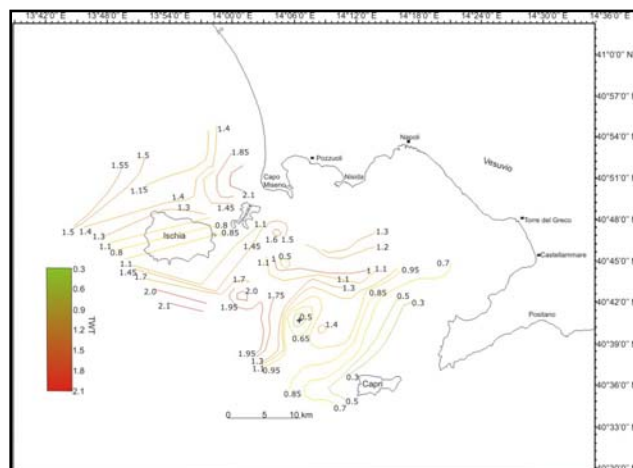 13°42'0" E 13°48'0" E 13°54'0" E 14°00'0" E 14°06'0" E 14°12'0" E 14°18'0" E 14°24'0" E 14°30'0" E 14°36'0" E
41°0'0" N
40°57'0" N
40°54'0" N
40°51'0" N
40°48'0" N
40°45'0" N
40°42'0" N
40°39'0" N
40°36'0" N
40°33'0" N
Napoli
Pozzuoli
Vesuvio
Capo
Miseno
Nisida
Torre del Greco
Castellammare
Positano
Ischia
Capri
1.4
1.5
1.85
1.55
1.15
1.4
2.1
1.3
1.45
1.5
1.4
1.3
1.1
0.8
0.8
0.85
1.1
1.3
1.6
1.5
1.2
1.45
1.1
1.45
1.7
1
0.5
1.1
2.0
1.7
2.0
2.1
1.95
1.75
1.1
1.1
1.3
0.95
0.7
0.85
0.5
0.3
0.5
1.4
0.65
1.95
1.3
1.1
0.95
0.3
0.85
0.5
0.7
0.3
0.6
0.9
1.2
1.5
1.8
2.1
TWT
0 5 10 km